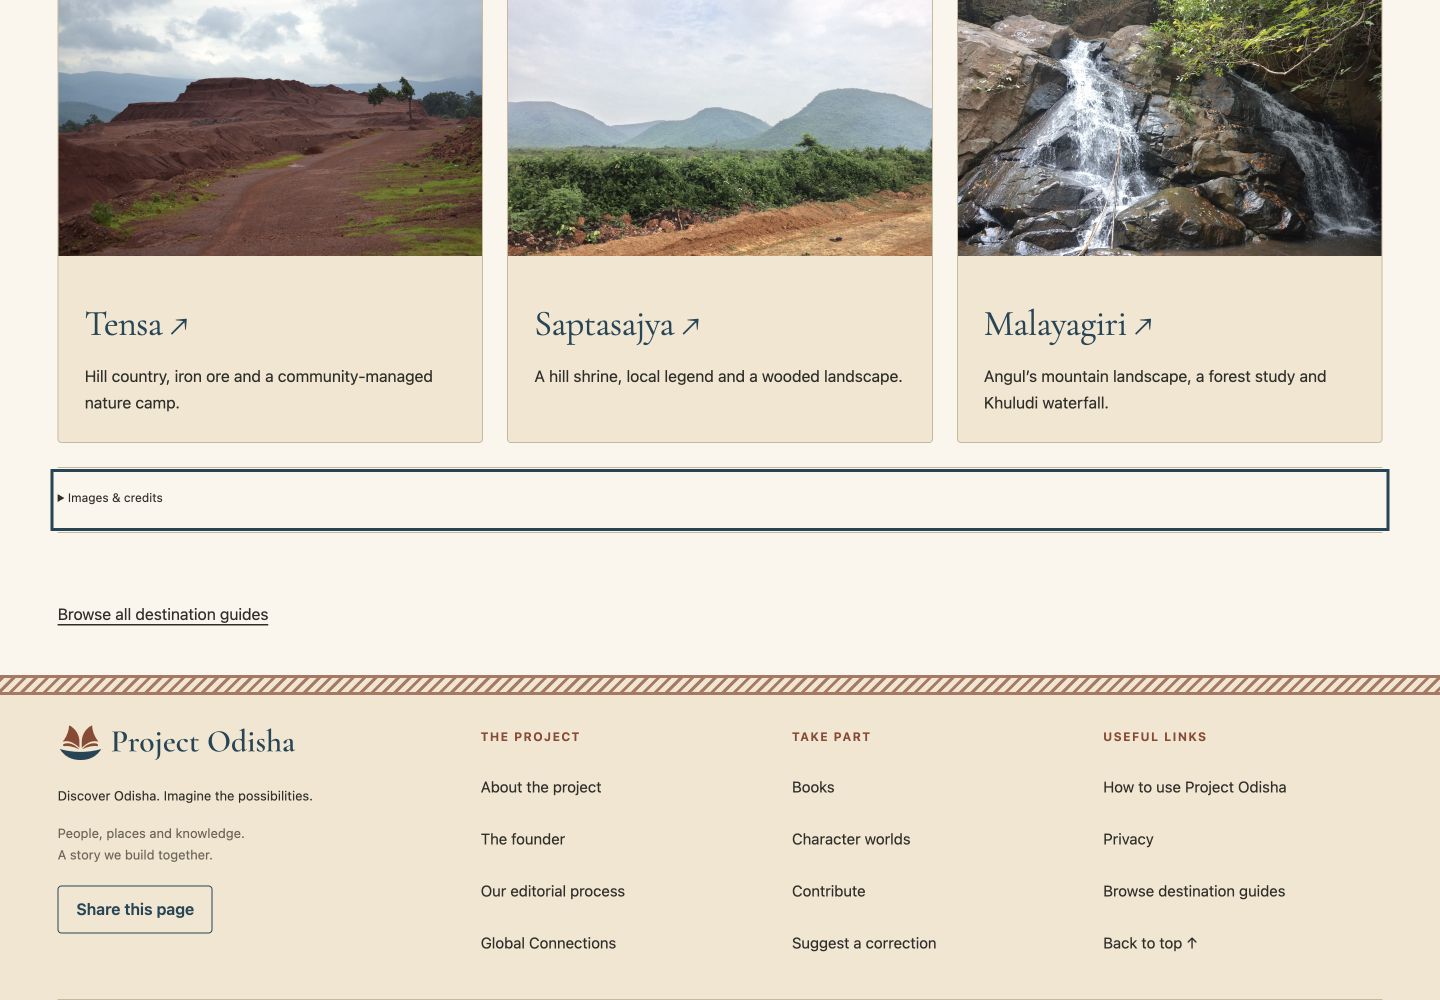 Tensa ↗
Hill country, iron ore and a community-managed
nature camp.
Saptasajya ↗
A hill shrine, local legend and a wooded landscape.
Malayagiri ↗
Angul’s mountain landscape, a forest study and
Khuludi waterfall.
▸ Images & credits
Browse all destination guides
Project Odisha
Discover Odisha. Imagine the possibilities.
People, places and knowledge.
A story we build together.
Share this page
THE PROJECT
About the project
The founder
Our editorial process
Global Connections
TAKE PART
Books
Character worlds
Contribute
Suggest a correction
USEFUL LINKS
How to use Project Odisha
Privacy
Browse destination guides
Back to top ↑